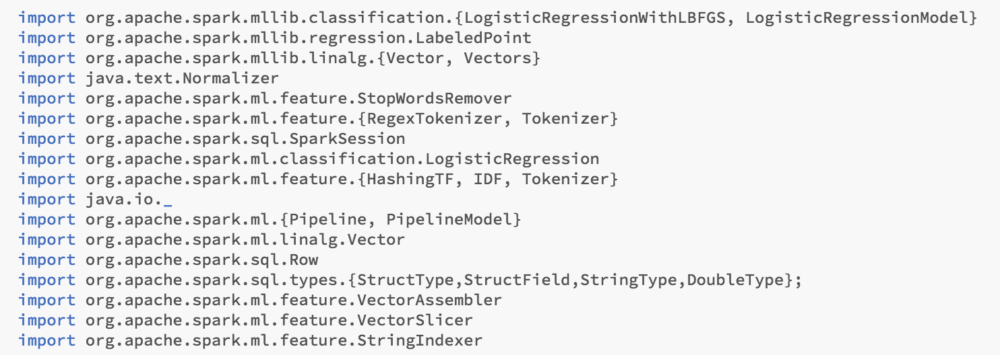 import org.apache.spark.mllib.classification.{LogisticRegressionWithLBFGS, LogisticRegressionModel}
import org.apache.spark.mllib.regression.LabeledPoint
import org.apache.spark.mllib.linalg.{Vector, Vectors}
import java.text.Normalizer
import org.apache.spark.ml.feature.StopWordsRemover
import org.apache.spark.ml.feature.{RegexTokenizer, Tokenizer}
import org.apache.spark.sql.SparkSession
import org.apache.spark.ml.classification.LogisticRegression
import org.apache.spark.ml.feature.{HashingTF, IDF, Tokenizer}
import java.io._
import org.apache.spark.ml.{Pipeline, PipelineModel}
import org.apache.spark.ml.linalg.Vector
import org.apache.spark.sql.Row
import org.apache.spark.sql.types.{StructType,StructField,StringType,DoubleType};
import org.apache.spark.ml.feature.VectorAssembler
import org.apache.spark.ml.feature.VectorSlicer
import org.apache.spark.ml.feature.StringIndexer